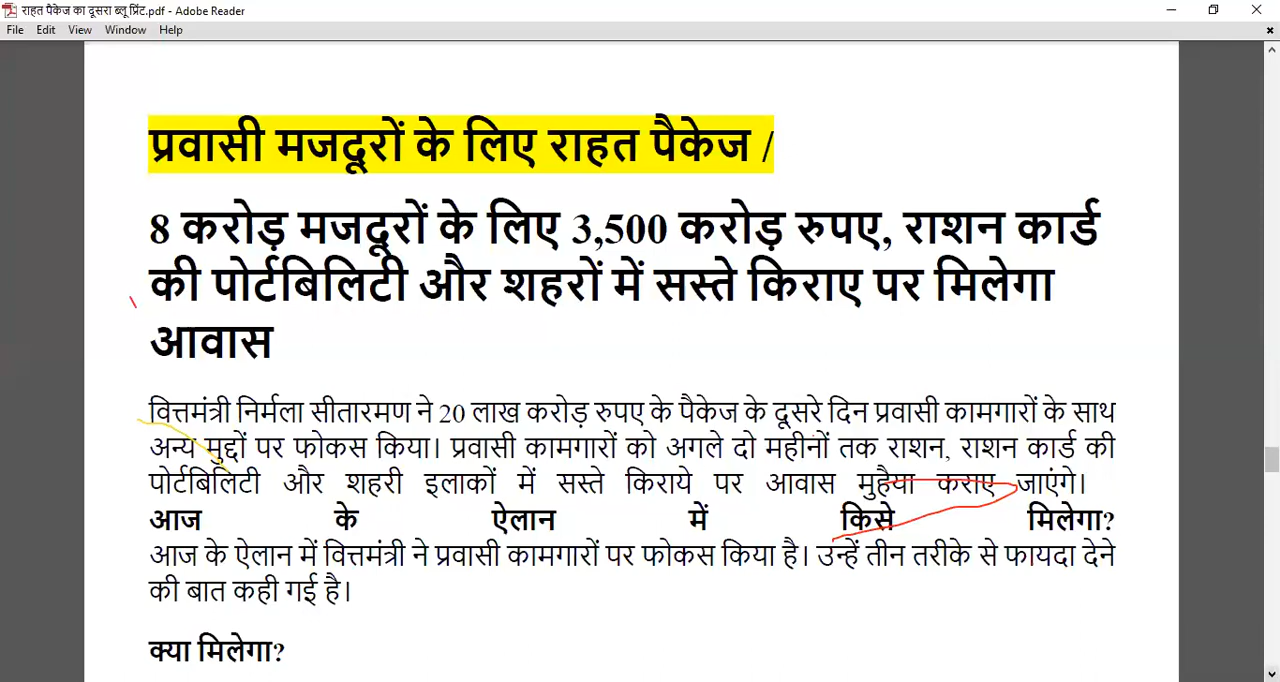 राहत पैकेज का दूसरा ब्लू प्रिंट.pdf - Adobe Reader
File Edit View Window Help
प्रवासी मजदूरों के लिए राहत पैकेज /
8 करोड़ मजदूरों के लिए 3,500 करोड़ रुपए, राशन कार्ड
की पोर्टबिलिटी और शहरों में सस्ते किराए पर मिलेगा
आवास
वित्तमंत्री निर्मला सीतारमण ने 20 लाख करोड़ रुपए के पैकेज के दूसरे दिन प्रवासी कामगारों के साथ
अन्य मुद्दों पर फोकस किया। प्रवासी कामगारों को अगले दो महीनों तक राशन, राशन कार्ड की
पोर्टबिलिटी और शहरी इलाकों में सस्ते किराये पर आवास मुहैया कराए जाएंगे।
आज के ऐलान में किसे मिलेगा?
आज के ऐलान में वित्तमंत्री ने प्रवासी कामगारों पर फोकस किया है। उन्हें तीन तरीके से फायदा देने
की बात कही गई है।
क्या मिलेगा?